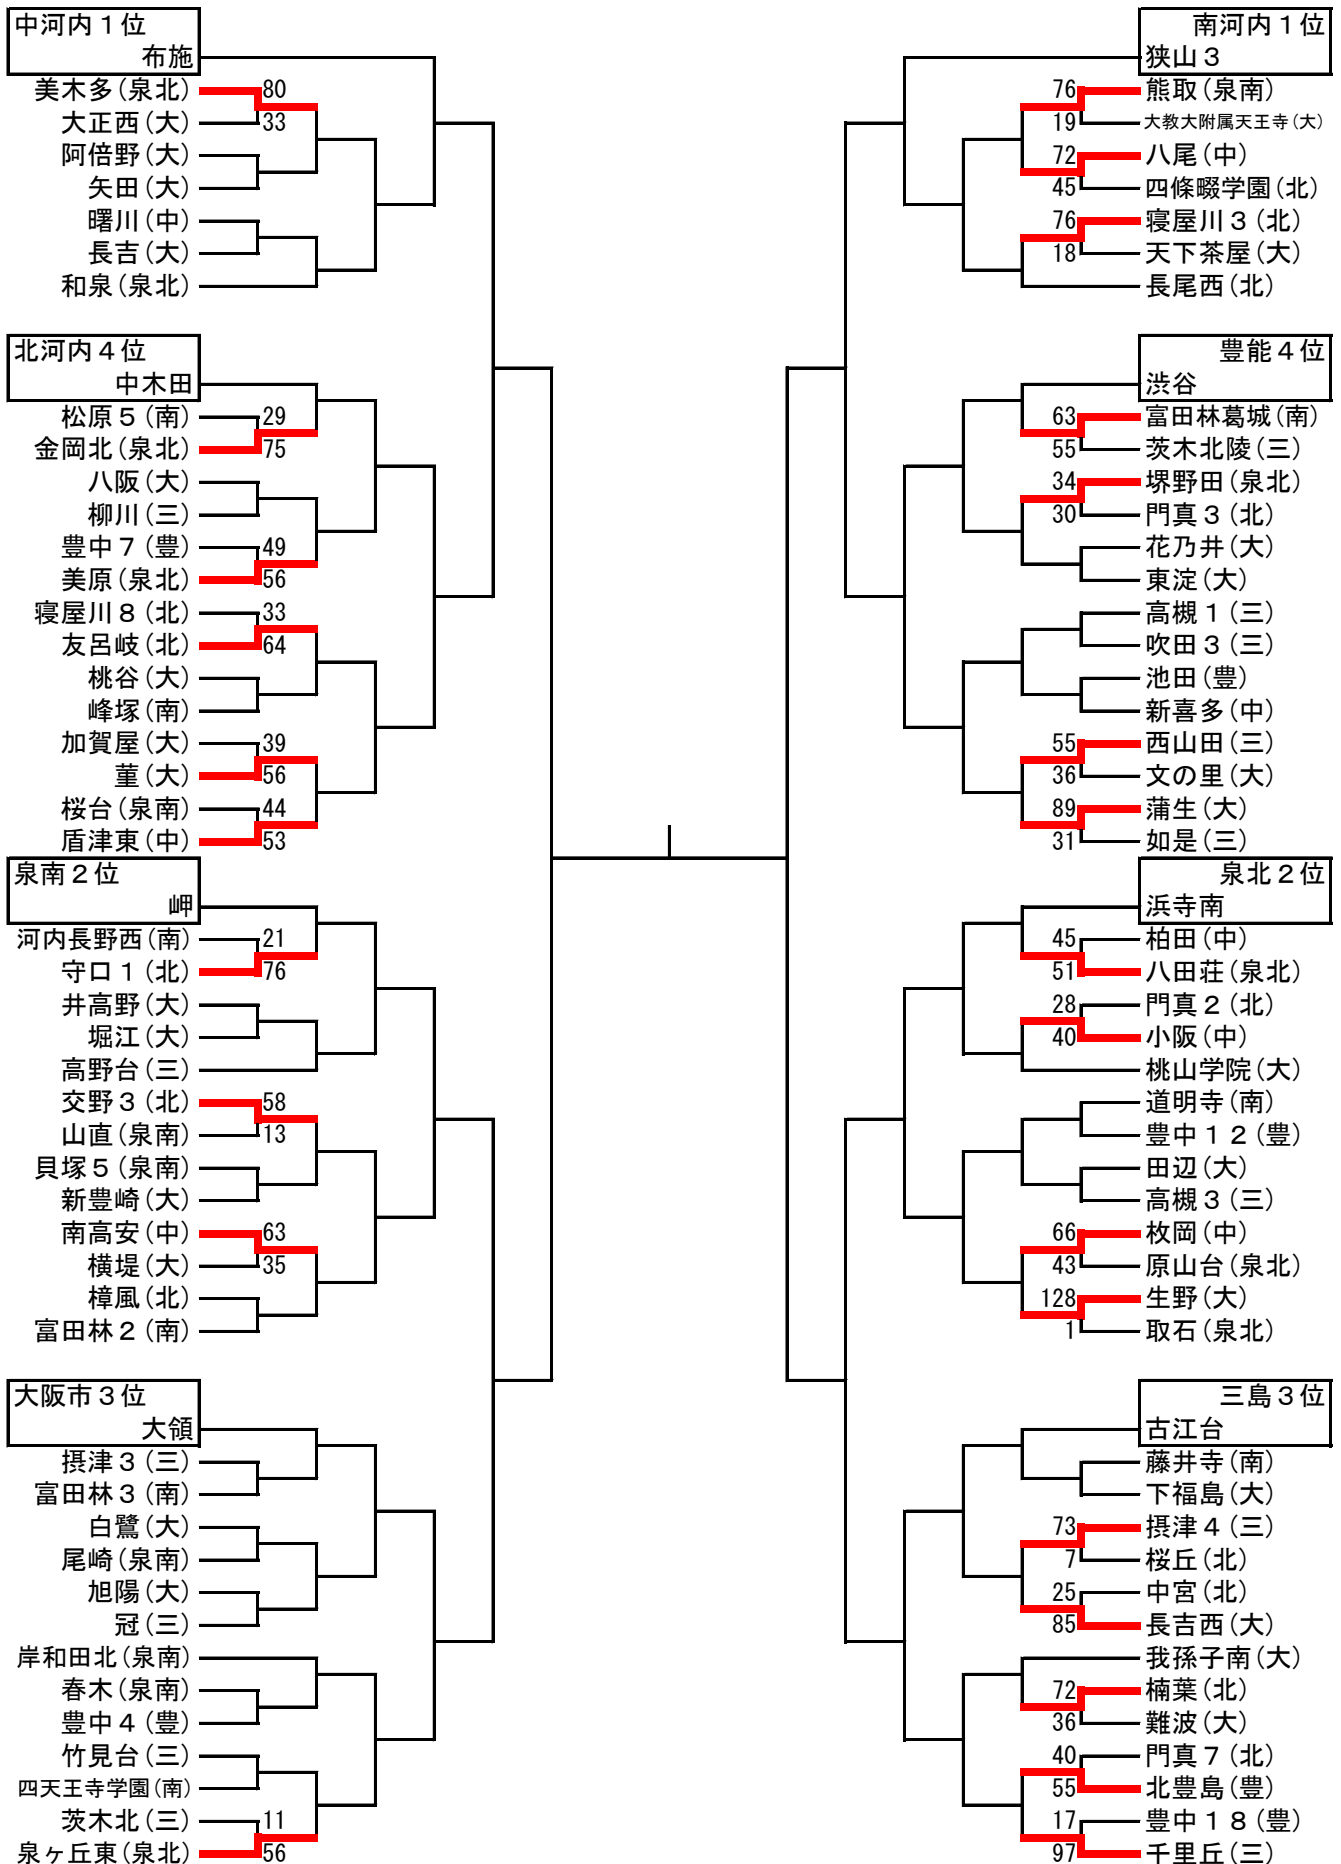 中河内１位
布施
美木多(泉北) 80
大正西(大) 33
阿倍野(大)
矢田(大)
曙川(中)
長吉(大)
和泉(泉北)
北河内４位
中木田
松原５(南) 29
金岡北(泉北) 75
八阪(大)
柳川(三)
豊中７(豊) 49
美原(泉北) 56
寝屋川８(北) 33
友呂岐(北) 64
桃谷(大)
峰塚(南)
加賀屋(大) 39
菫(大) 56
桜台(泉南) 44
盾津東(中) 53
泉南２位
岬
河内長野西(南) 21
守口１(北) 76
井高野(大)
堀江(大)
高野台(三)
交野３(北) 58
山直(泉南) 13
貝塚５(泉南)
新豊崎(大)
南高安(中) 63
横堤(大) 35
樟風(北)
富田林２(南)
大阪市３位
大領
摂津３(三)
富田林３(南)
白鷺(大)
尾崎(泉南)
旭陽(大)
冠(三)
岸和田北(泉南)
春木(泉南)
豊中４(豊)
竹見台(三)
四天王寺学園(南)
茨木北(三) 11
泉ヶ丘東(泉北) 56
南河内１位
狭山３
76 熊取(泉南)
19 大教大附属天王寺(大)
72 八尾(中)
45 四條畷学園(北)
76 寝屋川３(北)
18 天下茶屋(大)
長尾西(北)
豊能４位
渋谷
63 富田林葛城(南)
55 茨木北陵(三)
34 堺野田(泉北)
30 門真３(北)
花乃井(大)
東淀(大)
高槻１(三)
吹田３(三)
池田(豊)
新喜多(中)
55 西山田(三)
36 文の里(大)
89 蒲生(大)
31 如是(三)
泉北２位
浜寺南
45 柏田(中)
51 八田荘(泉北)
28 門真２(北)
40 小阪(中)
桃山学院(大)
道明寺(南)
豊中１２(豊)
田辺(大)
高槻３(三)
66 枚岡(中)
43 原山台(泉北)
128 生野(大)
1 取石(泉北)
三島３位
古江台
藤井寺(南)
下福島(大)
73 摂津４(三)
7 桜丘(北)
25 中宮(北)
85 長吉西(大)
我孫子南(大)
72 楠葉(北)
36 難波(大)
40 門真７(北)
55 北豊島(豊)
17 豊中１８(豊)
97 千里丘(三)